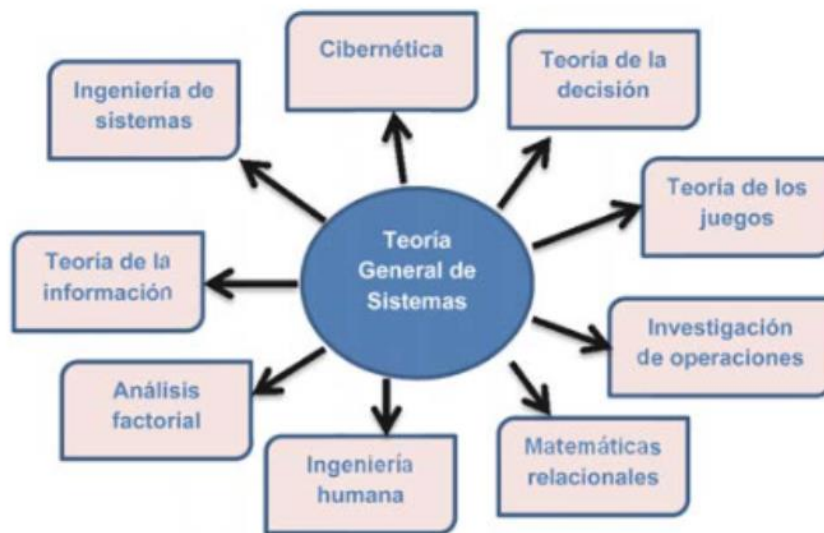 Cibernética
Teoría de la
decisión
Ingeniería de
sistemas
Teoría de los
juegos
Teoría
General de
Sistemas
Teoría de la
información
Investigación
de operaciones
Análisis
factorial
Ingeniería
humana
Matemáticas
relacionales